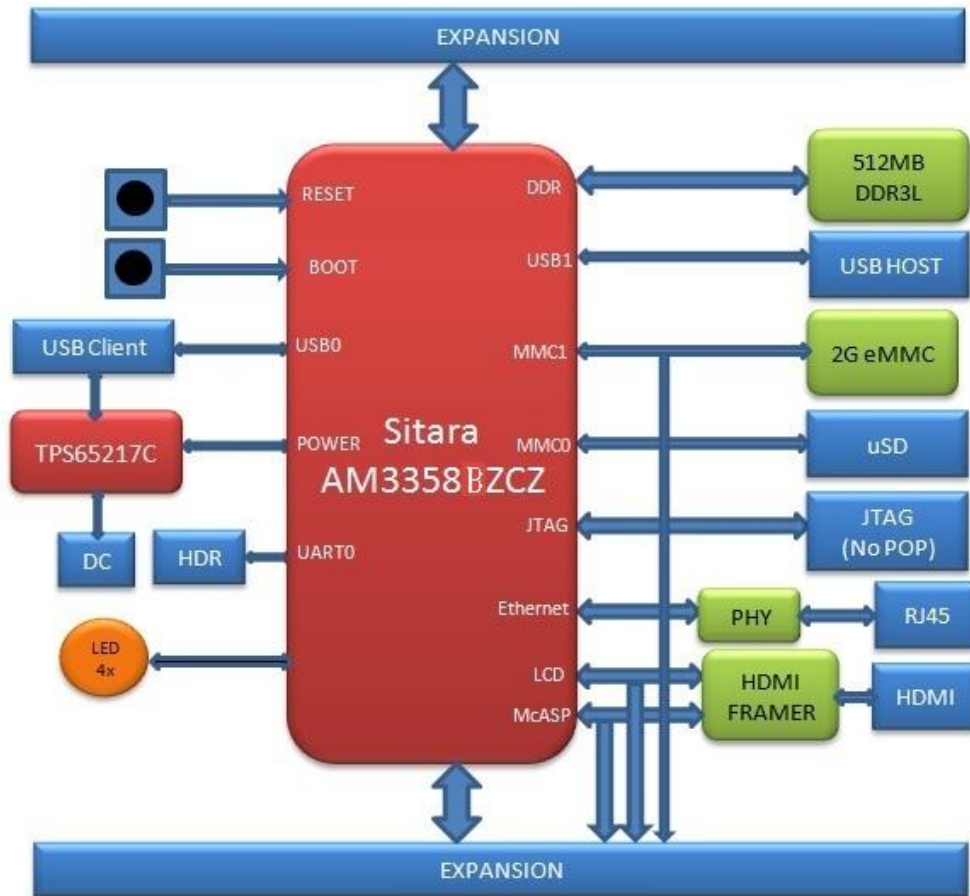 EXPANSION
RESET
BOOT
USB Client
USB0
TPS65217C
POWER
DC
HDR
UART0
LED
4x
Sitara
AM3358BZCZ
DDR
USB1
MMC1
MMC0
JTAG
Ethernet
LCD
McASP
512MB
DDR3L
USB HOST
2G eMMC
uSD
JTAG
(No POP)
PHY
RJ45
HDMI
FRAMER
HDMI
EXPANSION